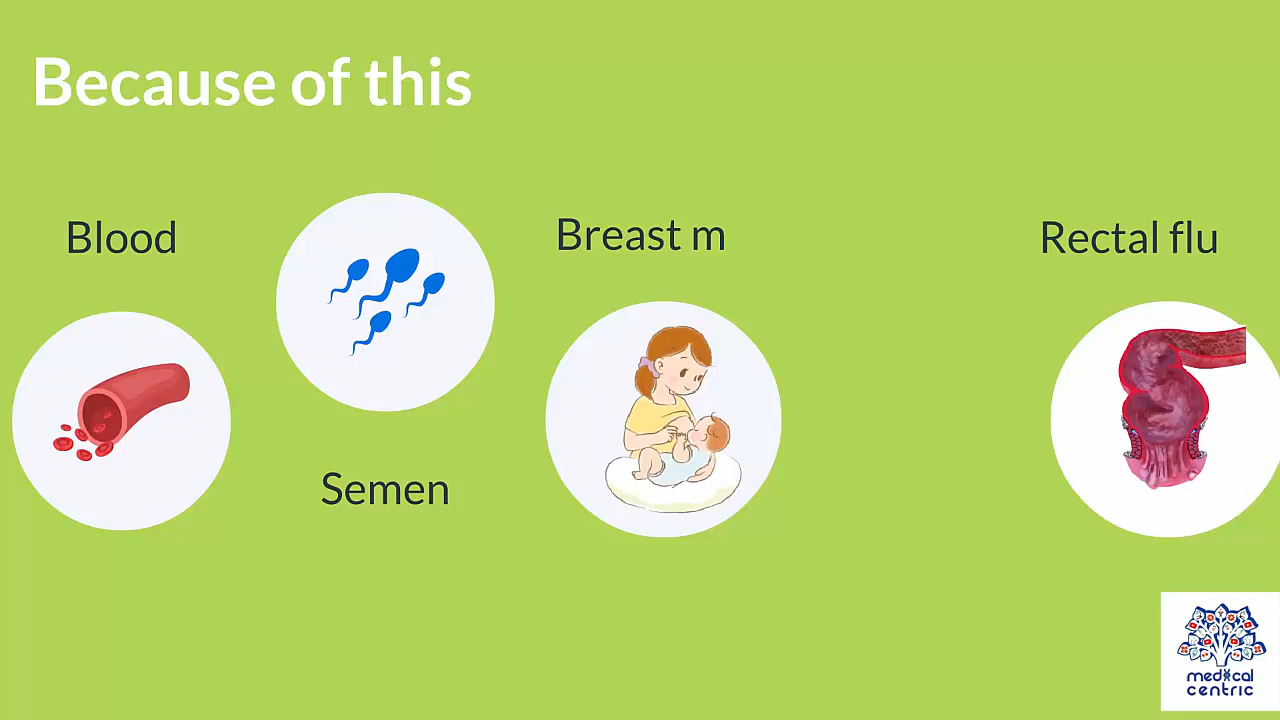 Because of this
Blood
Semen
Breast m
Rectal flu
medical
centric